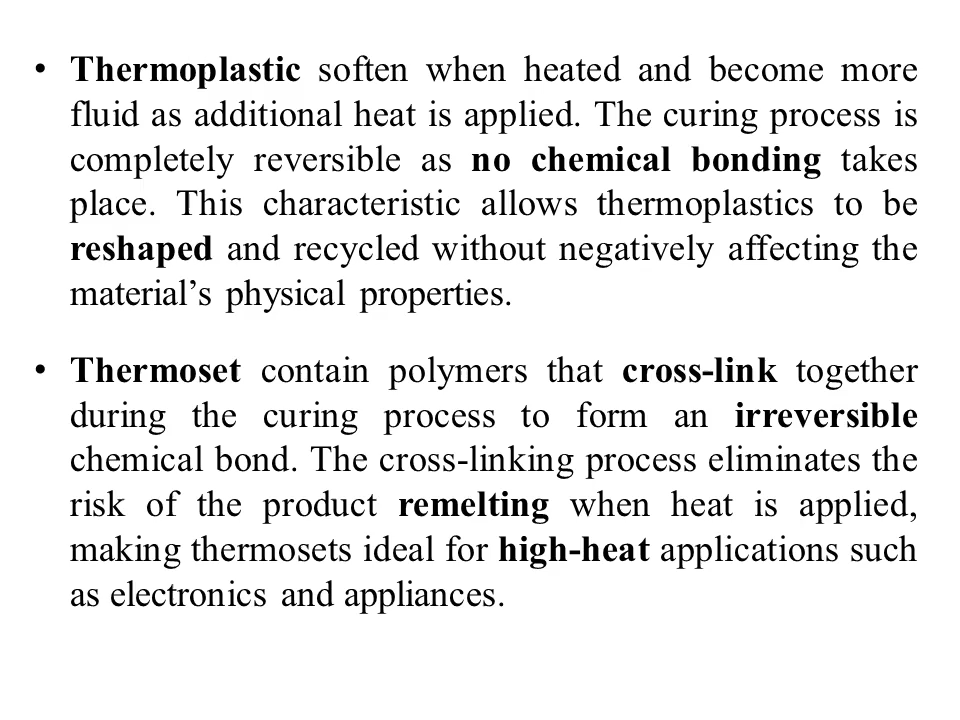 • Thermoplastic soften when heated and become more
fluid as additional heat is applied. The curing process is
completely reversible as no chemical bonding takes
place. This characteristic allows thermoplastics to be
reshaped and recycled without negatively affecting the
material’s physical properties.
• Thermoset contain polymers that cross-link together
during the curing process to form an irreversible
chemical bond. The cross-linking process eliminates the
risk of the product remelting when heat is applied,
making thermosets ideal for high-heat applications such
as electronics and appliances.